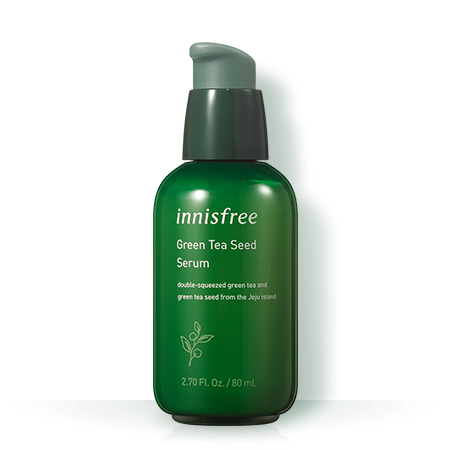 innisfree
Green Tea Seed
Serum
double-squeezed green tea and
green tea seed from the Jeju island
2.70 Fl. Oz. / 80 mL